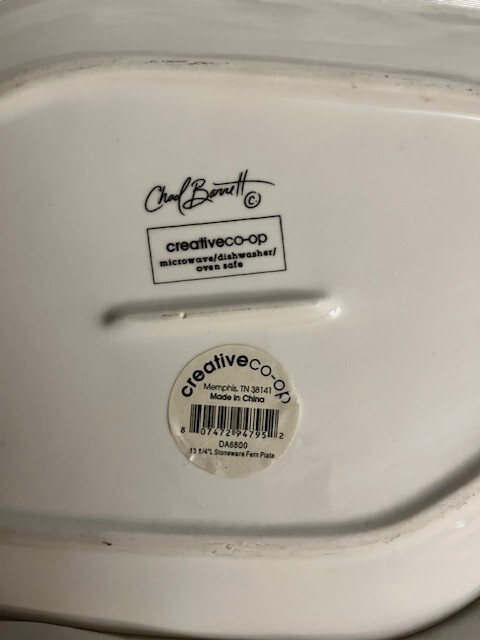 Chad Barrett ©
creativeco-op
microwave/dishwasher/
oven safe
creativeco-op
Memphis, TN 38141
Made in China
8 07472 94795 2
DA6800
13 1/4"L Stoneware Fern Plate